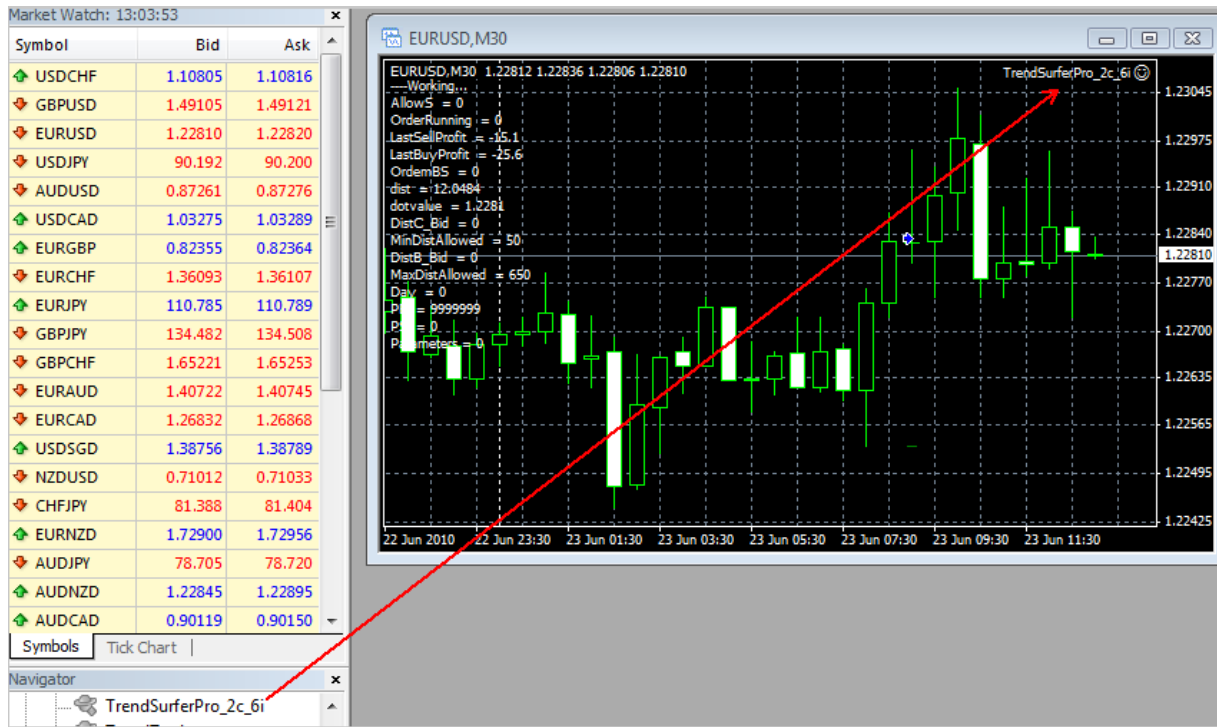 Market Watch: 13:03:53
Symbol Bid Ask
USDCHF 1.10805 1.10816
GBPUSD 1.49105 1.49121
EURUSD 1.22810 1.22820
USDJPY 90.192 90.200
AUDUSD 0.87261 0.87276
USDCAD 1.03275 1.03289
EURGBP 0.82355 0.82364
EURCHF 1.36093 1.36107
EURJPY 110.785 110.789
GBPJPY 134.482 134.508
GBPCHF 1.65221 1.65253
EURAUD 1.40722 1.40745
EURCAD 1.26832 1.26868
USDSGD 1.38756 1.38789
NZDUSD 0.71012 0.71033
CHFJPY 81.388 81.404
EURNZD 1.72900 1.72956
AUDJPY 78.705 78.720
AUDNZD 1.22845 1.22895
AUDCAD 0.90119 0.90150
Symbols Tick Chart
Navigator
TrendSurferPro_2c_6i
EURUSD,M30
EURUSD,M30 1.22812 1.22836 1.22806 1.22810
TrendSurferPro_2c_6i
----Working...
AllowS = 0
OrderRunning = 0
LastSellProfit = -15.1
LastBuyProfit = -25.6
OrdemBS = 0
dist = 12.0484
dotvalue = 1.2281
DistC_Bid = 0
MinDistAllowed = 50
DistB_Bid = 0
MaxDistAllowed = 650
Day = 0
= 9999999
= 0
Parameters = 0
1.23045
1.22975
1.22910
1.22840
1.22810
1.22770
1.22700
1.22635
1.22565
1.22495
1.22425
22 Jun 2010 22 Jun 23:30 23 Jun 01:30 23 Jun 03:30 23 Jun 05:30 23 Jun 07:30 23 Jun 09:30 23 Jun 11:30